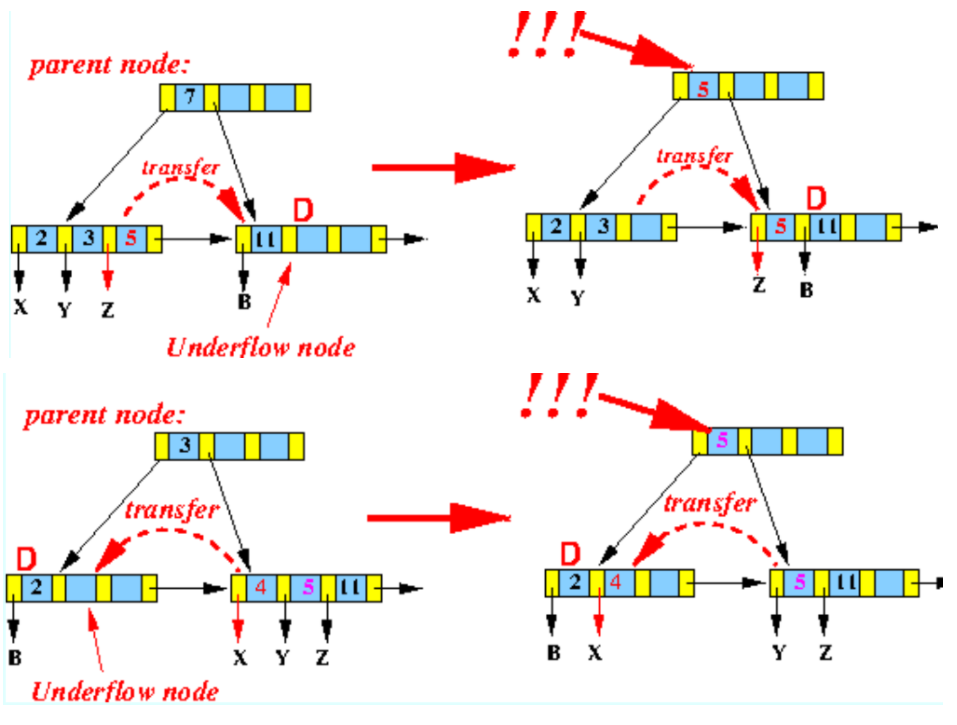 !!!
parent node:
7
5
transfer
transfer
D
D
2 3 5
11
2 3
5 11
X Y Z
B
X Y
Z B
Underflow node
!!!
parent node:
3
5
transfer
transfer
D
D
2
4 5 11
2 4
5 11
B
X Y Z
B X
Y Z
Underflow node